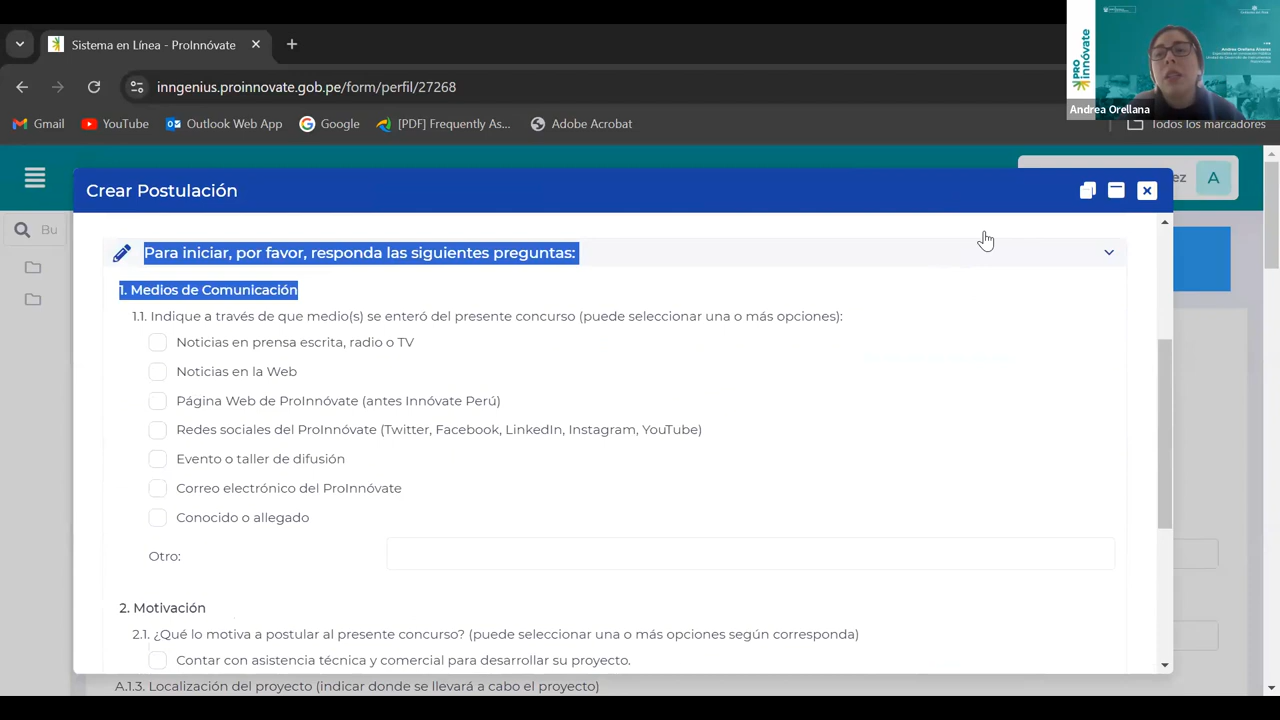 Sistema en Línea - ProInnóvate
inngenius.proinnovate.gob.pe/form/perfil/27268
Gmail
YouTube
Outlook Web App
Google
[PDF] Frequently As...
Adobe Acrobat
Todos los marcadores
PRO
innóvate
Andrea Orellana Álvarez
Andrea Orellana
Bu
ez
A
Crear Postulación
Para iniciar, por favor, responda las siguientes preguntas:
1. Medios de Comunicación
1.1. Indique a través de que medio(s) se enteró del presente concurso (puede seleccionar una o más opciones):
Noticias en prensa escrita, radio o TV
Noticias en la Web
Página Web de ProInnóvate (antes Innóvate Perú)
Redes sociales del ProInnóvate (Twitter, Facebook, LinkedIn, Instagram, YouTube)
Evento o taller de difusión
Correo electrónico del ProInnóvate
Conocido o allegado
Otro:
2. Motivación
2.1. ¿Qué lo motiva a postular al presente concurso? (puede seleccionar una o más opciones según corresponda)
Contar con asistencia técnica y comercial para desarrollar su proyecto.
A.1.3. Localización del proyecto (indicar donde se llevará a cabo el proyecto)